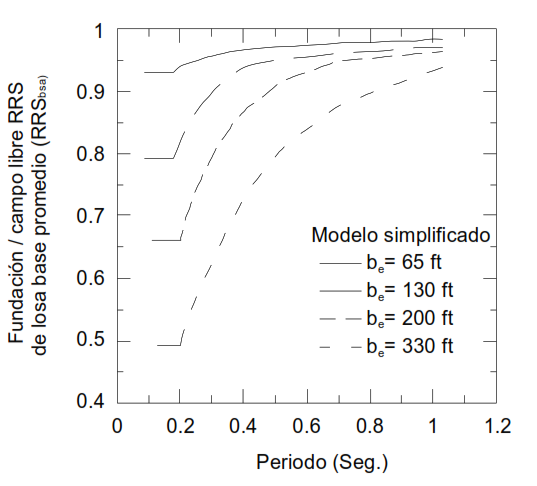 Fundación / campo libre RRS
de losa base promedio (RRSbsa)
1
0.9
0.8
0.7
0.6
0.5
0.4
Modelo simplificado
be= 65 ft
be= 130 ft
be= 200 ft
be= 330 ft
0 0.2 0.4 0.6 0.8 1 1.2
Periodo (Seg.)